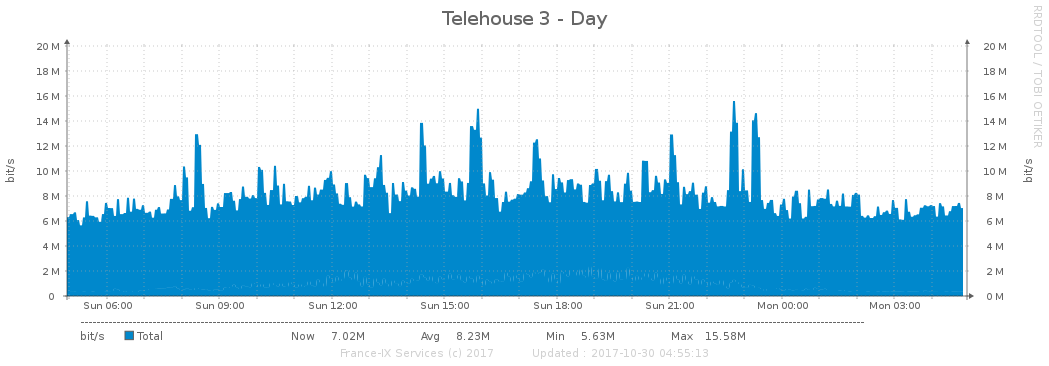 Telehouse 3 - Day
RRDTOOL / TOBI OETIKER
bit/s
20 M 20 M
18 M 18 M
16 M 16 M
14 M 14 M
12 M 12 M
10 M 10 M
8 M 8 M
6 M 6 M
4 M 4 M
2 M 2 M
0 0 M
bit/s
Sun 06:00 Sun 09:00 Sun 12:00 Sun 15:00 Sun 18:00 Sun 21:00 Mon 00:00 Mon 03:00
bit/s Total Now 7.02M Avg 8.23M Min 5.63M Max 15.58M
France-IX Services (c) 2017 Updated : 2017-10-30 04:55:13